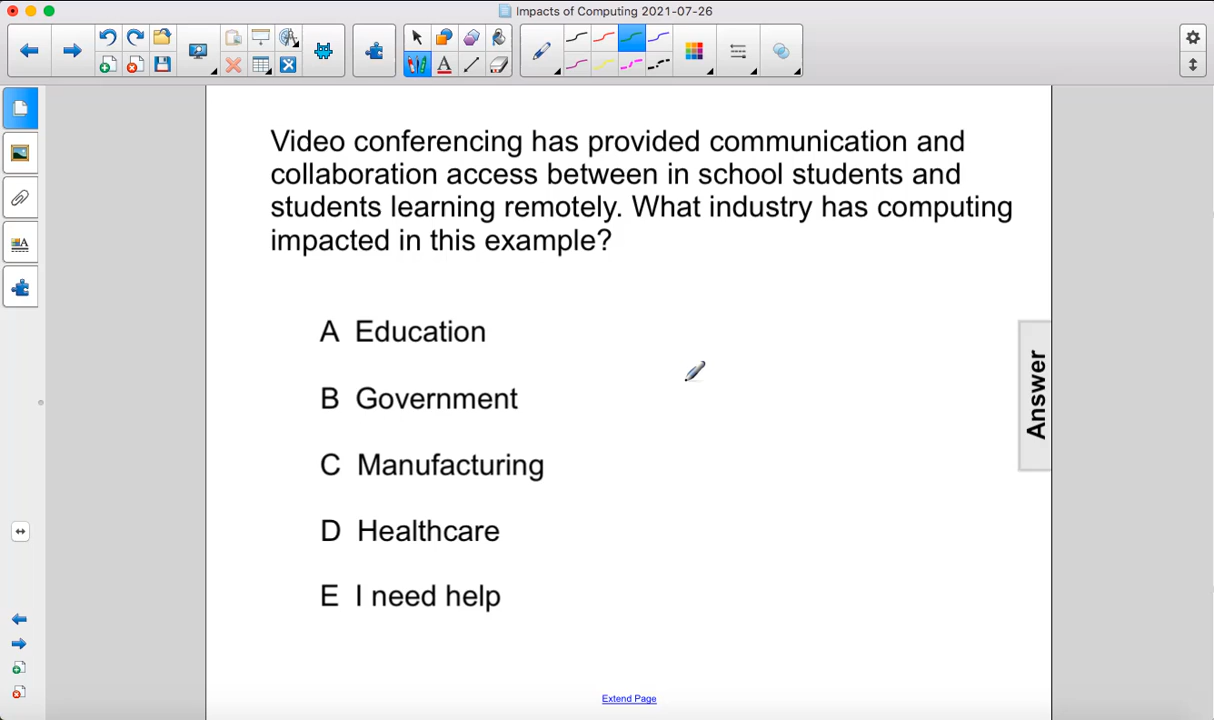 Impacts of Computing 2021-07-26
Video conferencing has provided communication and
collaboration access between in school students and
students learning remotely. What industry has computing
impacted in this example?
A Education
B Government
C Manufacturing
D Healthcare
E I need help
Answer
Extend Page